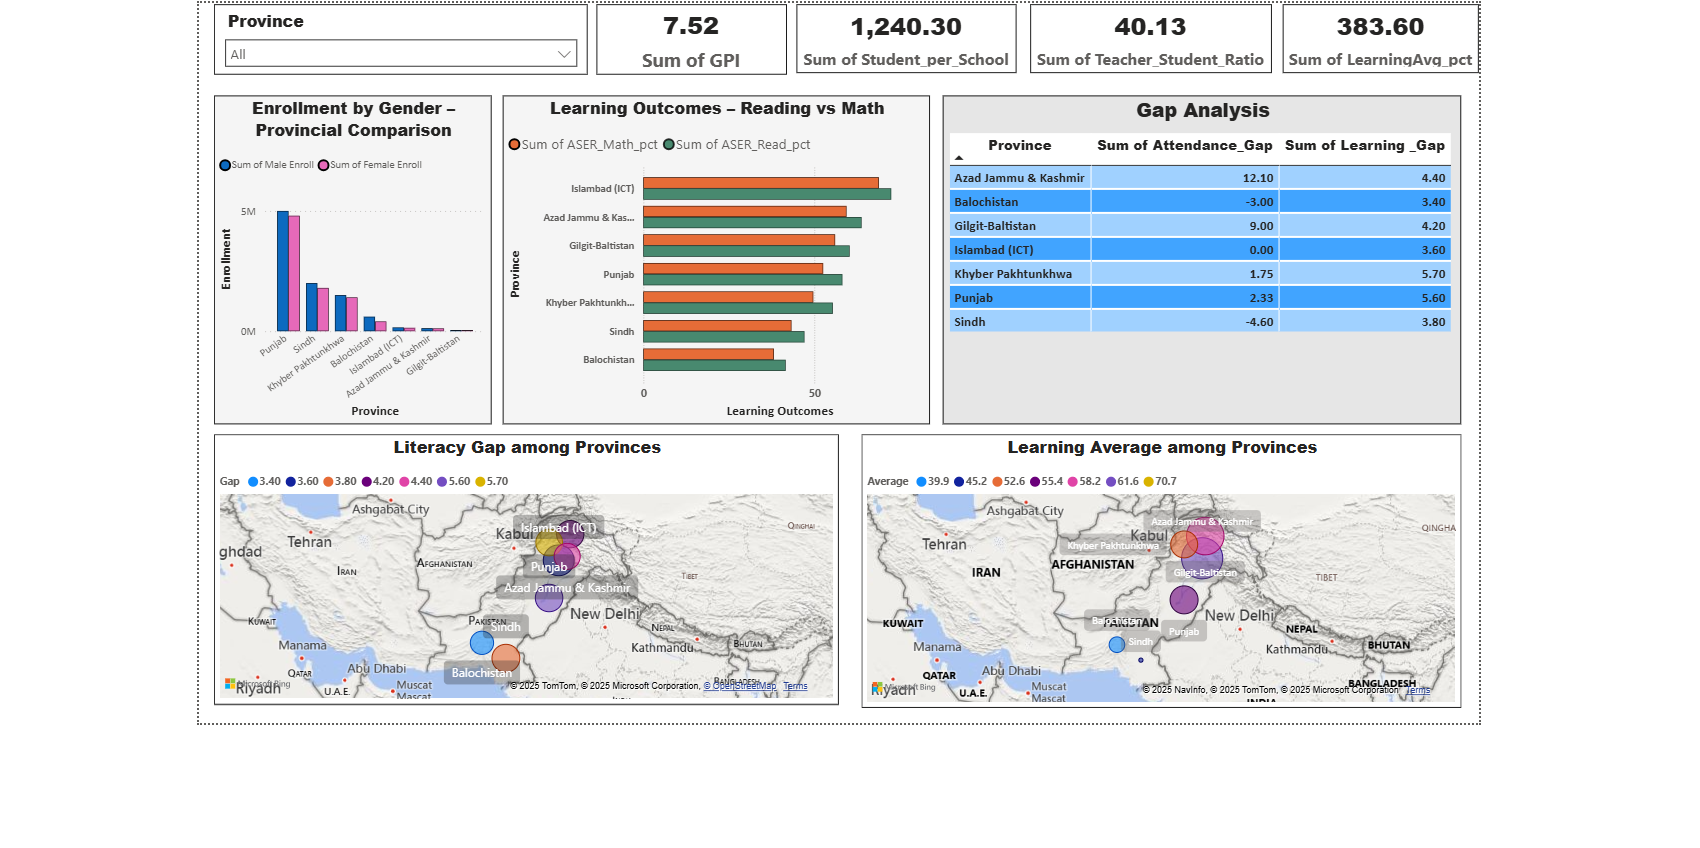 Province
All
7.52
Sum of GPI
1,240.30
Sum of Student_per_School
40.13
Sum of Teacher_Student_Ratio
383.60
Sum of LearningAvg_pct
Enrollment by Gender –
Provincial Comparison
Sum of Male Enroll Sum of Female Enroll
Enrollment
5M
0M
Punjab
Sindh
Khyber Pakhtunkhwa
Balochistan
Islambad (ICT)
Azad Jammu & Kashmir
Gilgit-Baltistan
Province
Learning Outcomes – Reading vs Math
Sum of ASER_Math_pct Sum of ASER_Read_pct
Province
Islambad (ICT)
Azad Jammu & Kas...
Gilgit-Baltistan
Punjab
Khyber Pakhtunkh...
Sindh
Balochistan
0 50
Learning Outcomes
Gap Analysis
Province Sum of Attendance_Gap Sum of Learning _Gap
Azad Jammu & Kashmir 12.10 4.40
Balochistan -3.00 3.40
Gilgit-Baltistan 9.00 4.20
Islambad (ICT) 0.00 3.60
Khyber Pakhtunkhwa 1.75 5.70
Punjab 2.33 5.60
Sindh -4.60 3.80
Literacy Gap among Provinces
Gap 3.40 3.60 3.80 4.20 4.40 5.60 5.70
Ashgabat City
Tehran
Kabul
Islambad (ICT)
QINGHAI
ghdad
IRAN
AFGHANISTAN
Punjab
TIBET
Azad Jammu & Kashmir
New Delhi
KUWAIT
PAKISTAN
Sindh
NEPAL
Manama
Kathmandu
BHUTAN
QATAR
Abu Dhabi
Balochistan
Riyadh
Microsoft Bing
U.A.E.
Muscat
Mascat
BANGLADESH
© 2025 TomTom, © 2025 Microsoft Corporation, © OpenStreetMap Terms
Learning Average among Provinces
Average 39.9 45.2 52.6 55.4 58.2 61.6 70.7
Ashgabat City
Azad Jammu & Kashmir
QINGHA
Tehran
Kabul
Khyber Pakhtunkhwa
IRAN
AFGHANISTAN
Gilgit-Baltistan
TIBET
New Delhi
KUWAIT
Balochistan
PAKISTAN
Punjab
NEPAL
Sindh
Manama
Kathmandu
BHUTAN
QATAR
Abu Dhabi
BANGLADESH
Riyadh
Microsoft Bing
U.A.E.
Muscat
Mascat
© 2025 NavInfo, © 2025 TomTom, © 2025 Microsoft Corporation Terms
INDIA